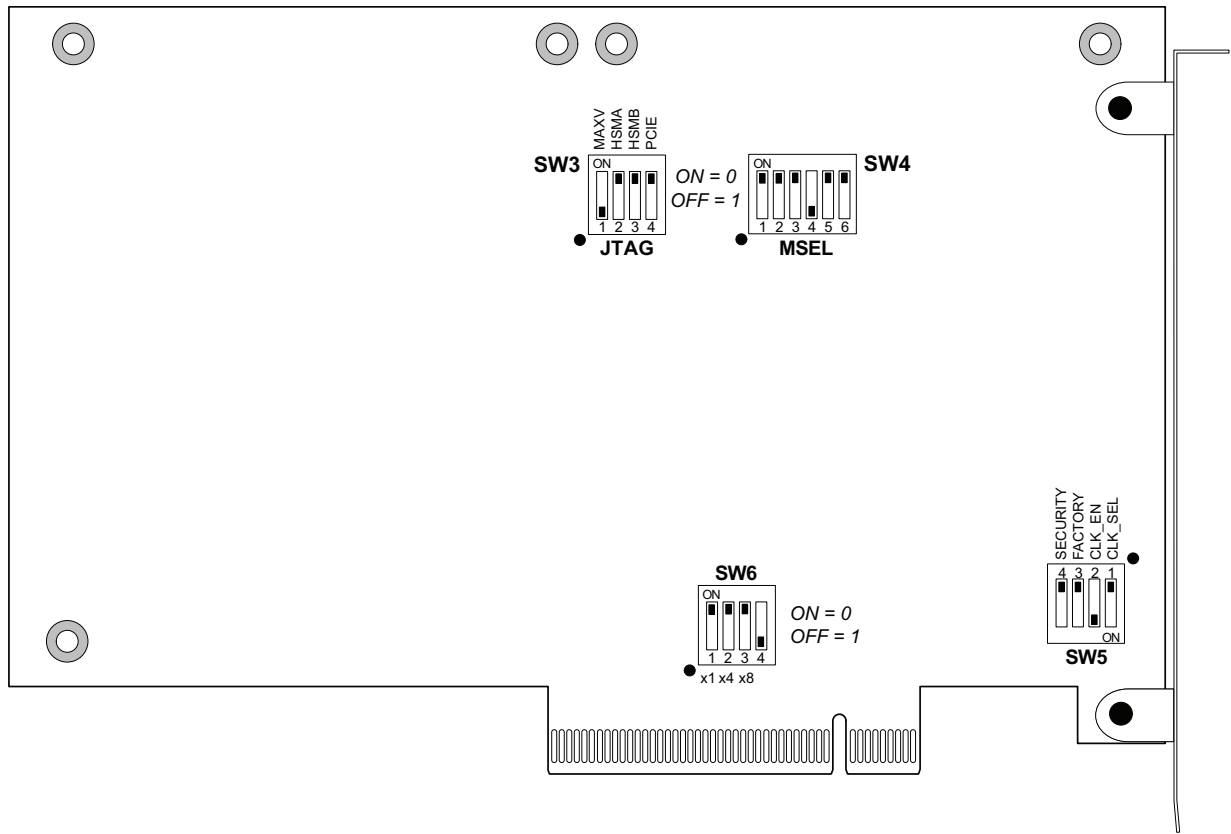 MAXV
HSMA
HSMB
PCIE
SW3
ON
1 2 3 4
JTAG
ON = 0
OFF = 1
ON
1 2 3 4 5 6
MSEL
SW4
SECURITY
FACTORY
CLK_EN
CLK_SEL
4 3 2 1
ON
SW5
SW6
ON
1 2 3 4
x1 x4 x8
ON = 0
OFF = 1